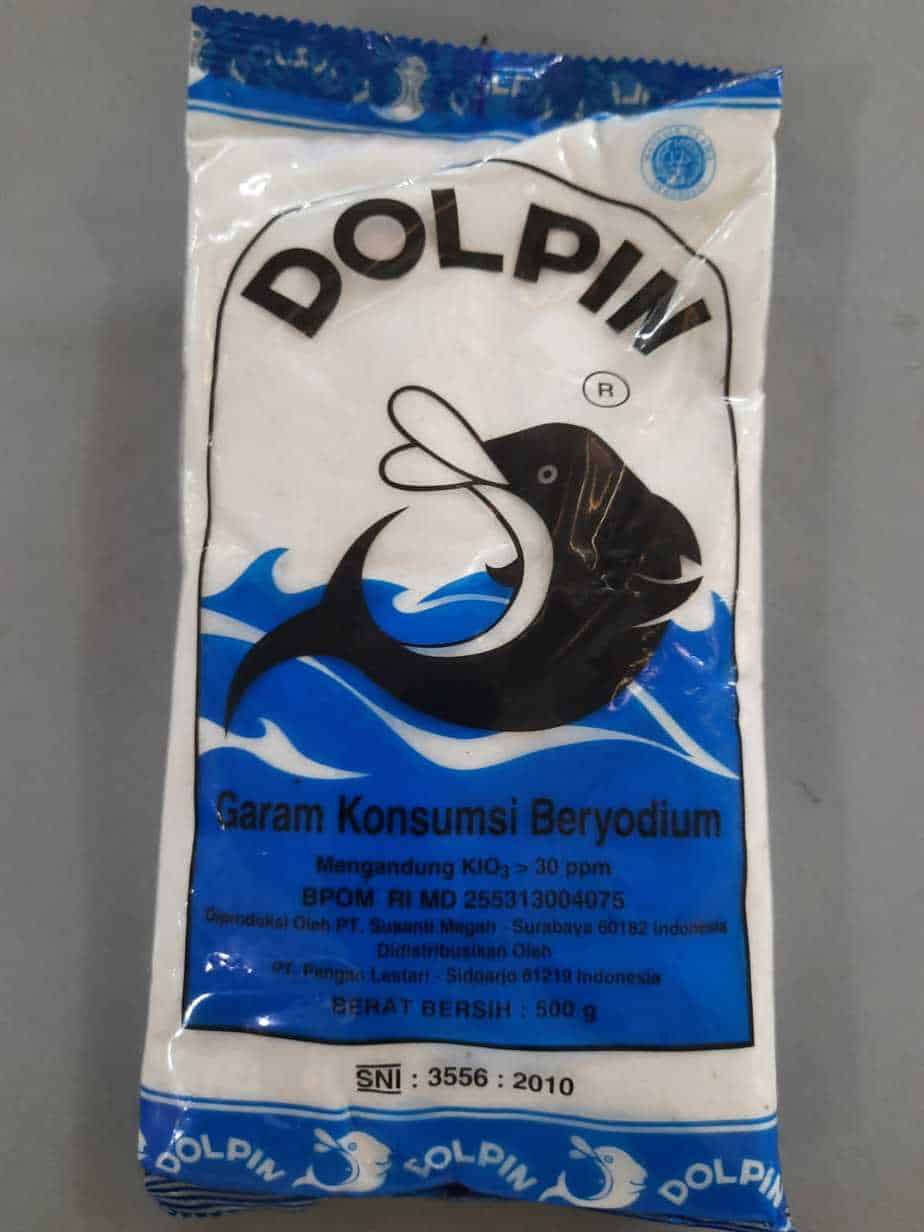 DOLPIN
R
Garam Konsumsi Beryodium
Mengandung KIO₃ > 30 ppm
BPOM RI MD 255313004075
Diproduksi Oleh PT. Susanti Megah - Surabaya 60182 Indonesia
Didistribusikan Oleh
PT. Pangan Lestari - Sidoarjo 61219 Indonesia
BERAT BERSIH : 500 g
SNI : 3556 : 2010
DOLPIN DOLPIN DOLPIN